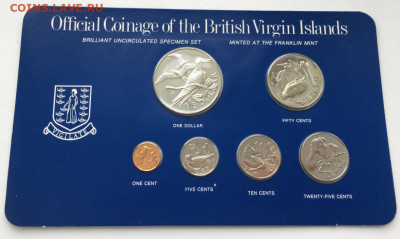 COINS.LAVE.RU
Official Coinage of the British Virgin Islands
BRILLIANT UNCIRCULATED SPECIMEN SET MINTED AT THE FRANKLIN MINT
ONE DOLLAR
FIFTY CENTS
VIGILATE
ONE CENT
FIVE CENTS
TEN CENTS
TWENTY-FIVE CENTS